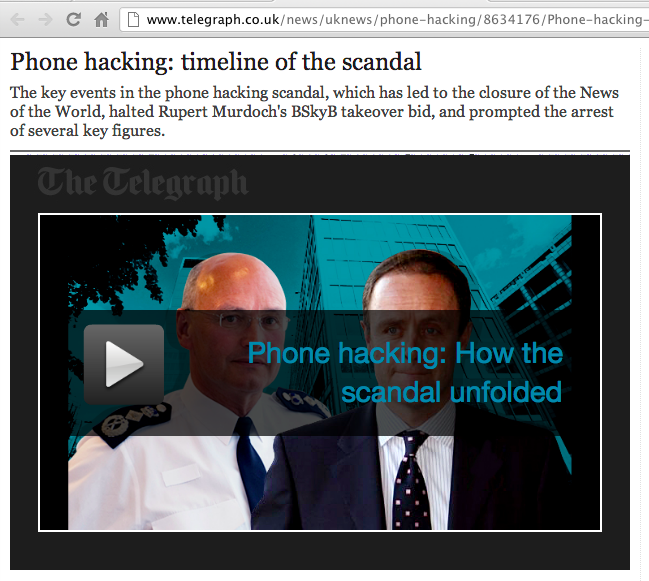 www.telegraph.co.uk/news/uknews/phone-hacking/8634176/Phone-hacking-
Phone hacking: timeline of the scandal
The key events in the phone hacking scandal, which has led to the closure of the News
of the World, halted Rupert Murdoch's BSkyB takeover bid, and prompted the arrest
of several key figures.
The Telegraph
Phone hacking: How the
scandal unfolded